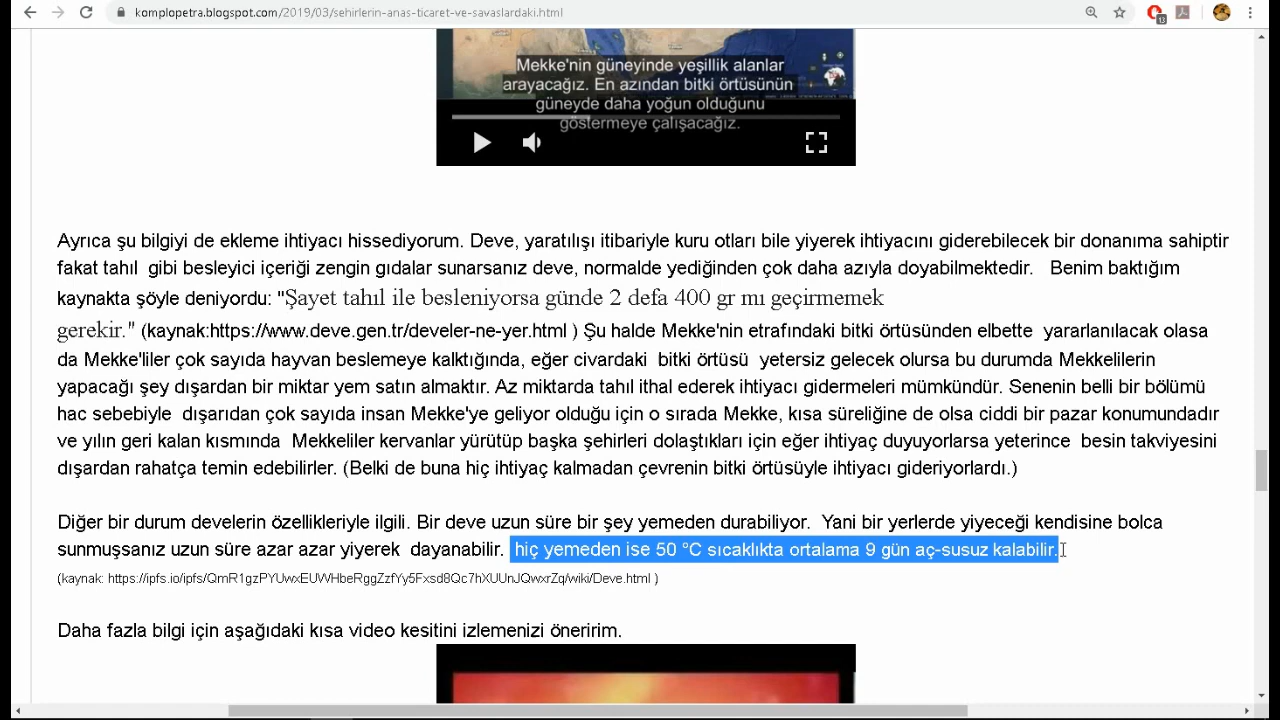 komplopetra.blogspot.com/2019/03/sehirlerin-anas-ticaret-ve-savaslardaki.html
13
Mekke'nin güneyinde yeşillik alanlar
arayacağız. En azından bitki örtüsünün
güneyde daha yoğun olduğunu
göstermeye çalışacağız.
Ayrıca şu bilgiyi de ekleme ihtiyacı hissediyorum. Deve, yaratılışı itibariyle kuru otları bile yiyerek ihtiyacını giderebilecek bir donanıma sahiptir
fakat tahıl gibi besleyici içeriği zengin gıdalar sunarsanız deve, normalde yediğinden çok daha azıyla doyabilmektedir. Benim baktığım
kaynakta şöyle deniyordu: "Şayet tahıl ile besleniyorsa günde 2 defa 400 gr mı geçirmemek
gerekir." (kaynak:https://www.deve.gen.tr/develer-ne-yer.html ) Şu halde Mekke'nin etrafındaki bitki örtüsünden elbette yararlanılacak olasa
da Mekke'liler çok sayıda hayvan beslemeye kalktığında, eğer civardaki bitki örtüsü yetersiz gelecek olursa bu durumda Mekkelilerin
yapacağı şey dışardan bir miktar yem satın almaktır. Az miktarda tahıl ithal ederek ihtiyacı gidermeleri mümkündür. Senenin belli bir bölümü
hac sebebiyle dışarıdan çok sayıda insan Mekke'ye geliyor olduğu için o sırada Mekke, kısa süreliğine de olsa ciddi bir pazar konumundadır
ve yılın geri kalan kısmında Mekkeliler kervanlar yürütüp başka şehirleri dolaştıkları için eğer ihtiyaç duyuyorlarsa yeterince besin takviyesini
dışardan rahatça temin edebilirler. (Belki de buna hiç ihtiyaç kalmadan çevrenin bitki örtüsüyle ihtiyacı gideriyorlardı.)
Diğer bir durum develerin özellikleriyle ilgili. Bir deve uzun süre bir şey yemeden durabiliyor. Yani bir yerlerde yiyeceği kendisine bolca
sunmuşsanız uzun süre azar azar yiyerek dayanabilir. hiç yemeden ise 50 °C sıcaklıkta ortalama 9 gün aç-susuz kalabilir.
(kaynak: https://ipfs.io/ipfs/QmR1gzPYUwxEUWHbeRggZzfYy5Fxsd8Qc7hXUUnJQwxrZq/wiki/Deve.html )
Daha fazla bilgi için aşağıdaki kısa video kesitini izlemenizi öneririm.